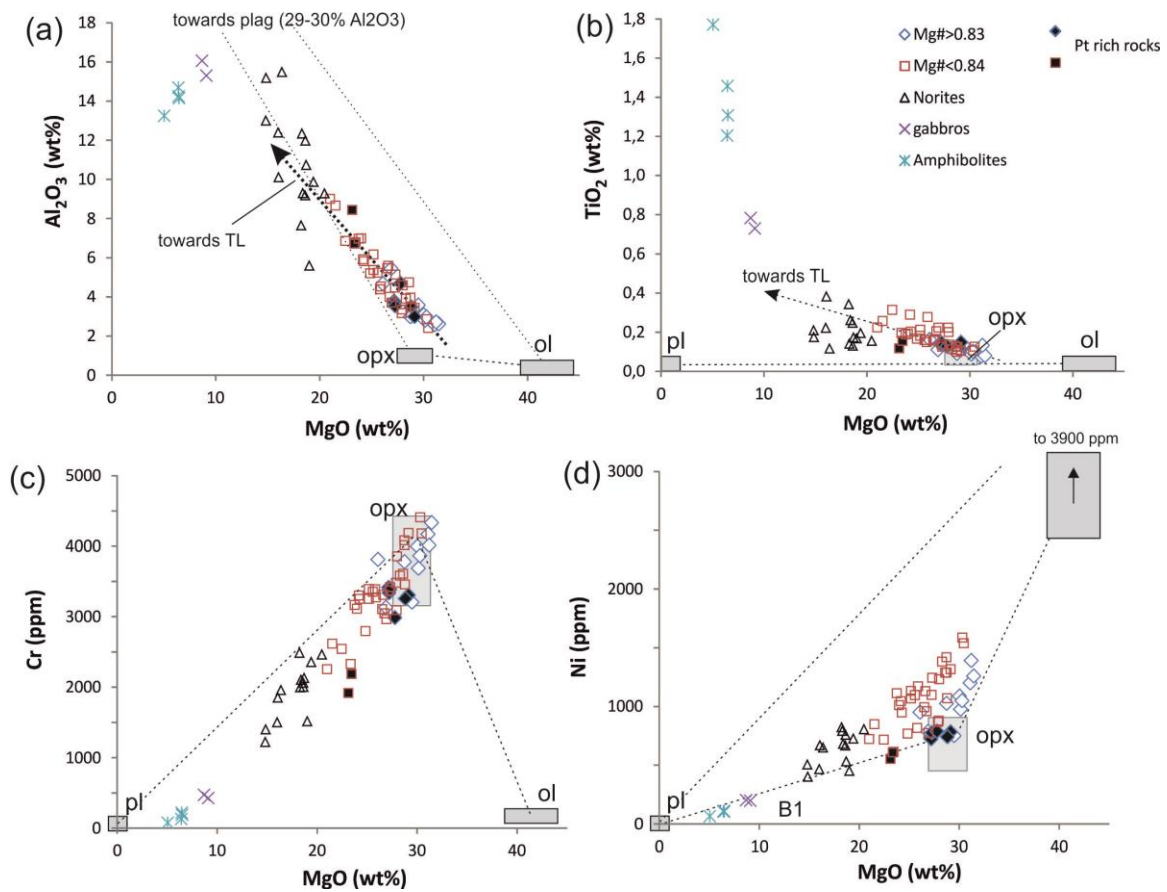 (a)
towards plag (29-30% Al2O3)
18
16
14
12
10
8
6
4
2
0
Al₂O₃ (wt%)
towards TL
opx
ol
0 10 20 30 40 50
MgO (wt%)
(b)
1,8
1,6
1,4
1,2
1,0
0,8
0,6
0,4
0,2
0,0
TiO₂ (wt%)
Mg#>0.83
Mg#<0.84
Norites
gabbros
Amphibolites
Pt rich rocks
towards TL
pl
opx
ol
0 10 20 30 40 50
MgO (wt%)
(c)
5000
4000
3000
2000
1000
0
Cr (ppm)
opx
pl
ol
0 10 20 30 40
MgO (wt%)
(d)
to 3900 ppm
3000
2000
1000
0
Ni (ppm)
pl
opx
B1
0 10 20 30 40
MgO (wt%)
ol